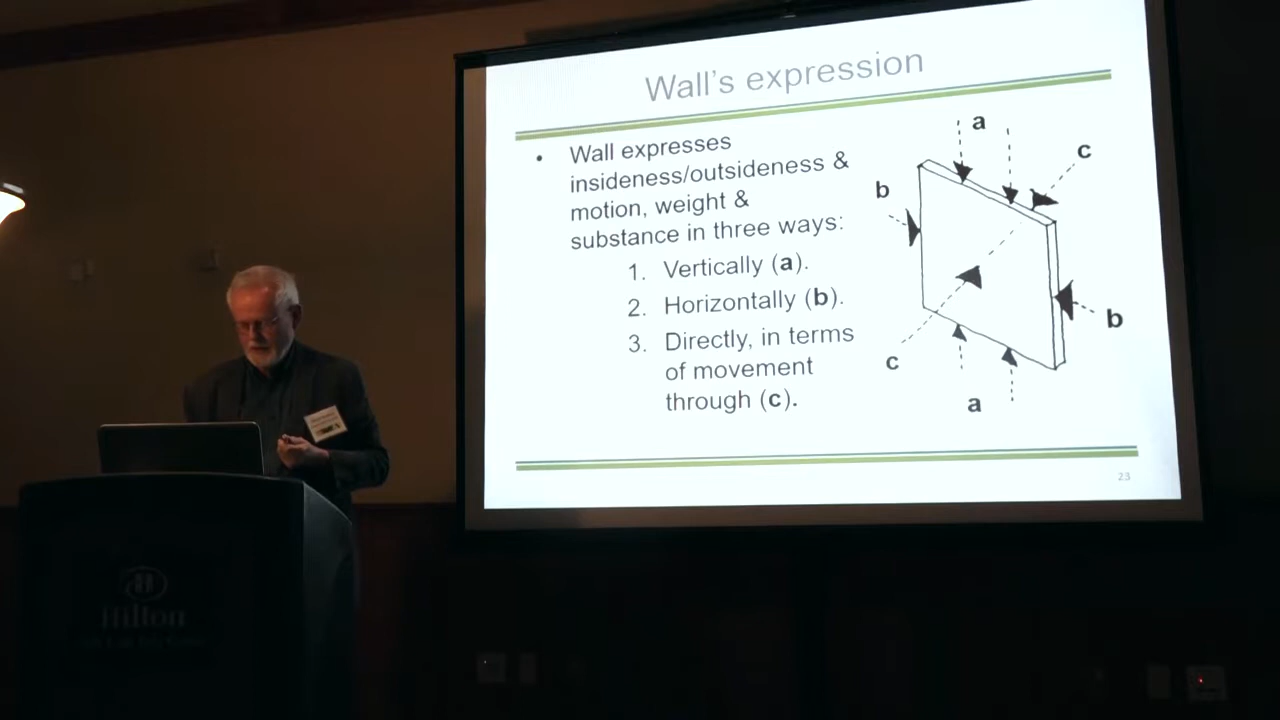 Wall's expression
• Wall expresses
insideness/outsideness &
motion, weight &
substance in three ways:
1. Vertically (a).
2. Horizontally (b).
3. Directly, in terms
of movement
through (c).
a
c
b
b
c
a
23
Hilton